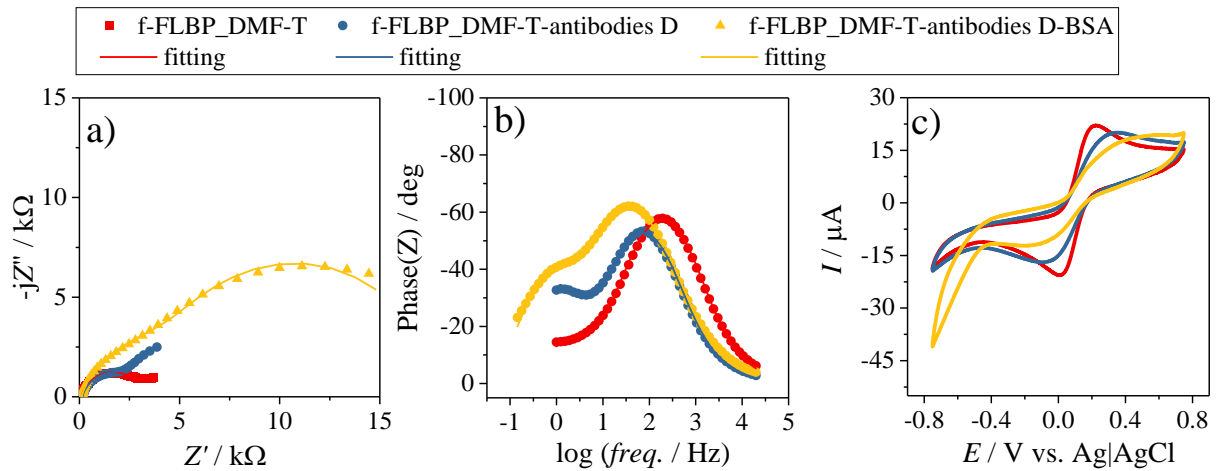 f-FLBP_DMF-T f-FLBP_DMF-T-antibodies D f-FLBP_DMF-T-antibodies D-BSA
fitting fitting fitting
a)
15
10
5
0
-jZ'' / kΩ
0 5 10 15
Z' / kΩ
b)
-100
-80
-60
-40
-20
0
Phase(Z) / deg
-1 0 1 2 3 4 5
log (freq. / Hz)
c)
30
15
0
-15
-30
-45
I / µA
-0.8 -0.4 0.0 0.4 0.8
E / V vs. Ag|AgCl